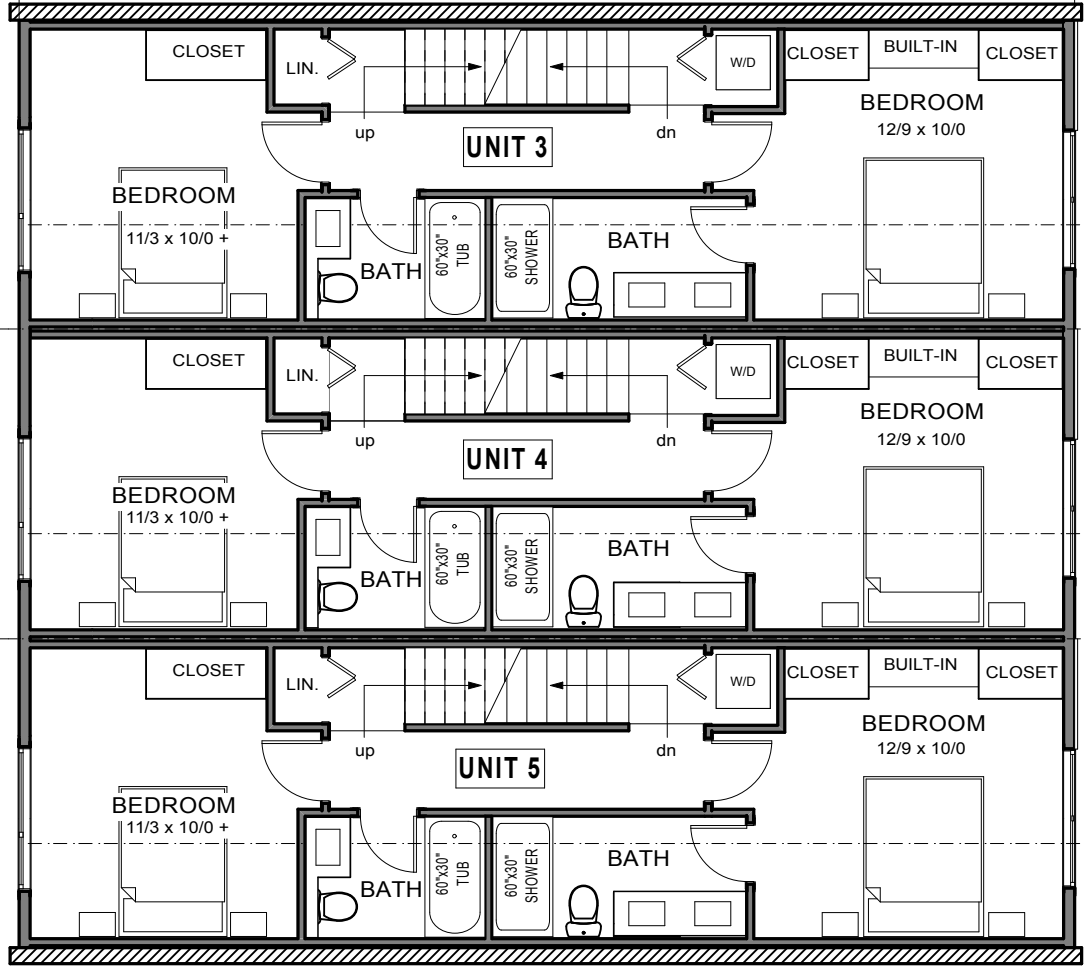 CLOSET
LIN.
W/D
CLOSET
BUILT-IN
CLOSET
up
UNIT 3
dn
BEDROOM
12/9 x 10/0
BEDROOM
11/3 x 10/0 +
BATH
60"x30"
TUB
60"x30"
SHOWER
BATH
CLOSET
LIN.
W/D
CLOSET
BUILT-IN
CLOSET
up
UNIT 4
dn
BEDROOM
12/9 x 10/0
BEDROOM
11/3 x 10/0 +
BATH
60"x30"
TUB
60"x30"
SHOWER
BATH
CLOSET
LIN.
W/D
CLOSET
BUILT-IN
CLOSET
up
UNIT 5
dn
BEDROOM
12/9 x 10/0
BEDROOM
11/3 x 10/0 +
BATH
60"x30"
TUB
60"x30"
SHOWER
BATH